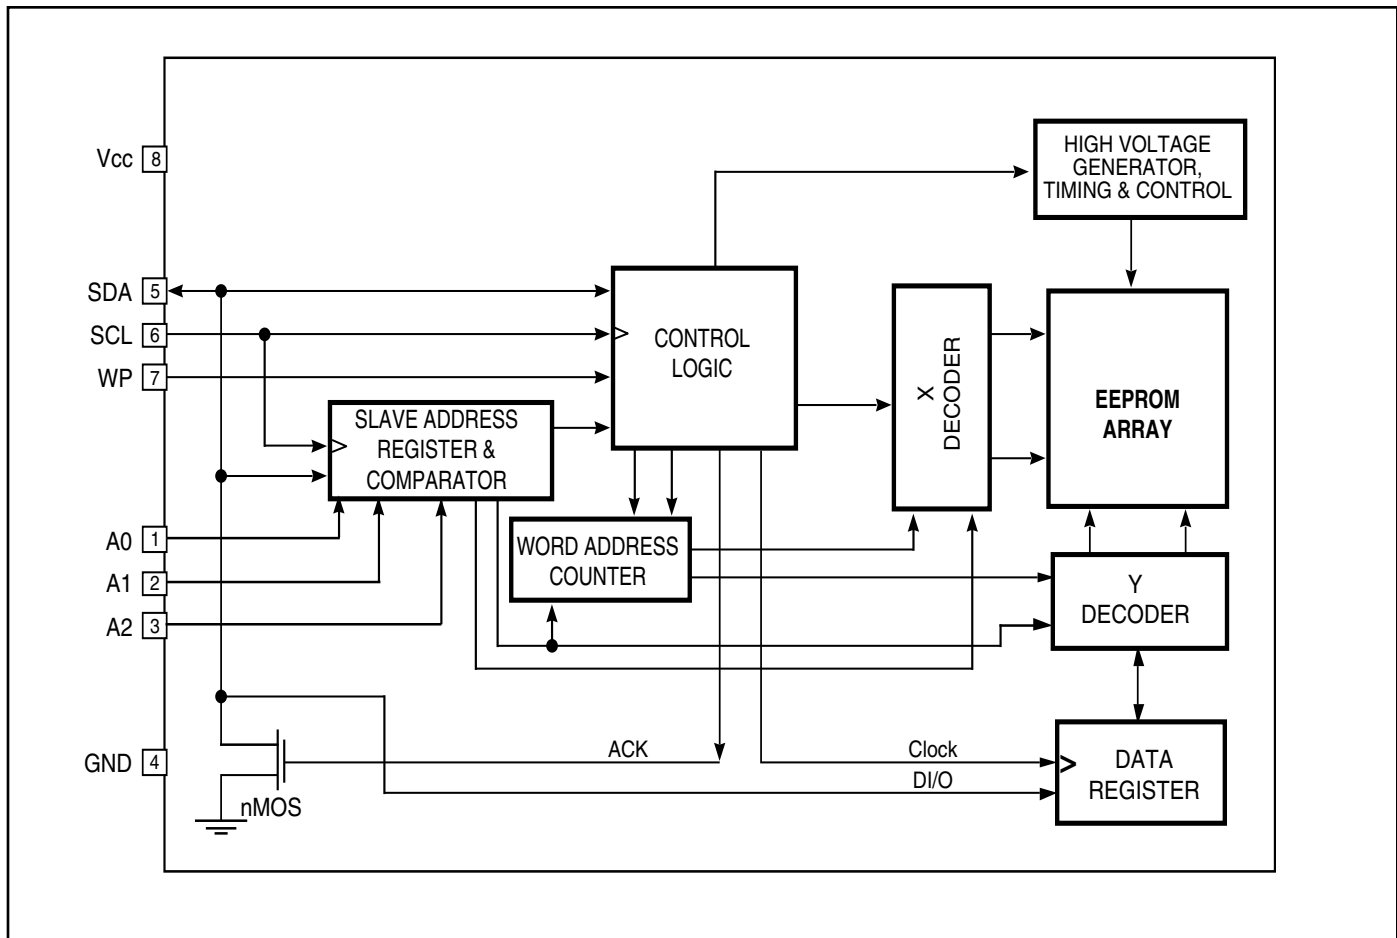 HIGH VOLTAGE
GENERATOR,
TIMING & CONTROL
Vcc 8
SDA 5
SCL 6
WP 7
CONTROL
LOGIC
X
DECODER
EEPROM
ARRAY
SLAVE ADDRESS
REGISTER &
COMPARATOR
A0 1
A1 2
A2 3
WORD ADDRESS
COUNTER
Y
DECODER
GND 4
ACK
Clock
DI/O
DATA
REGISTER
nMOS